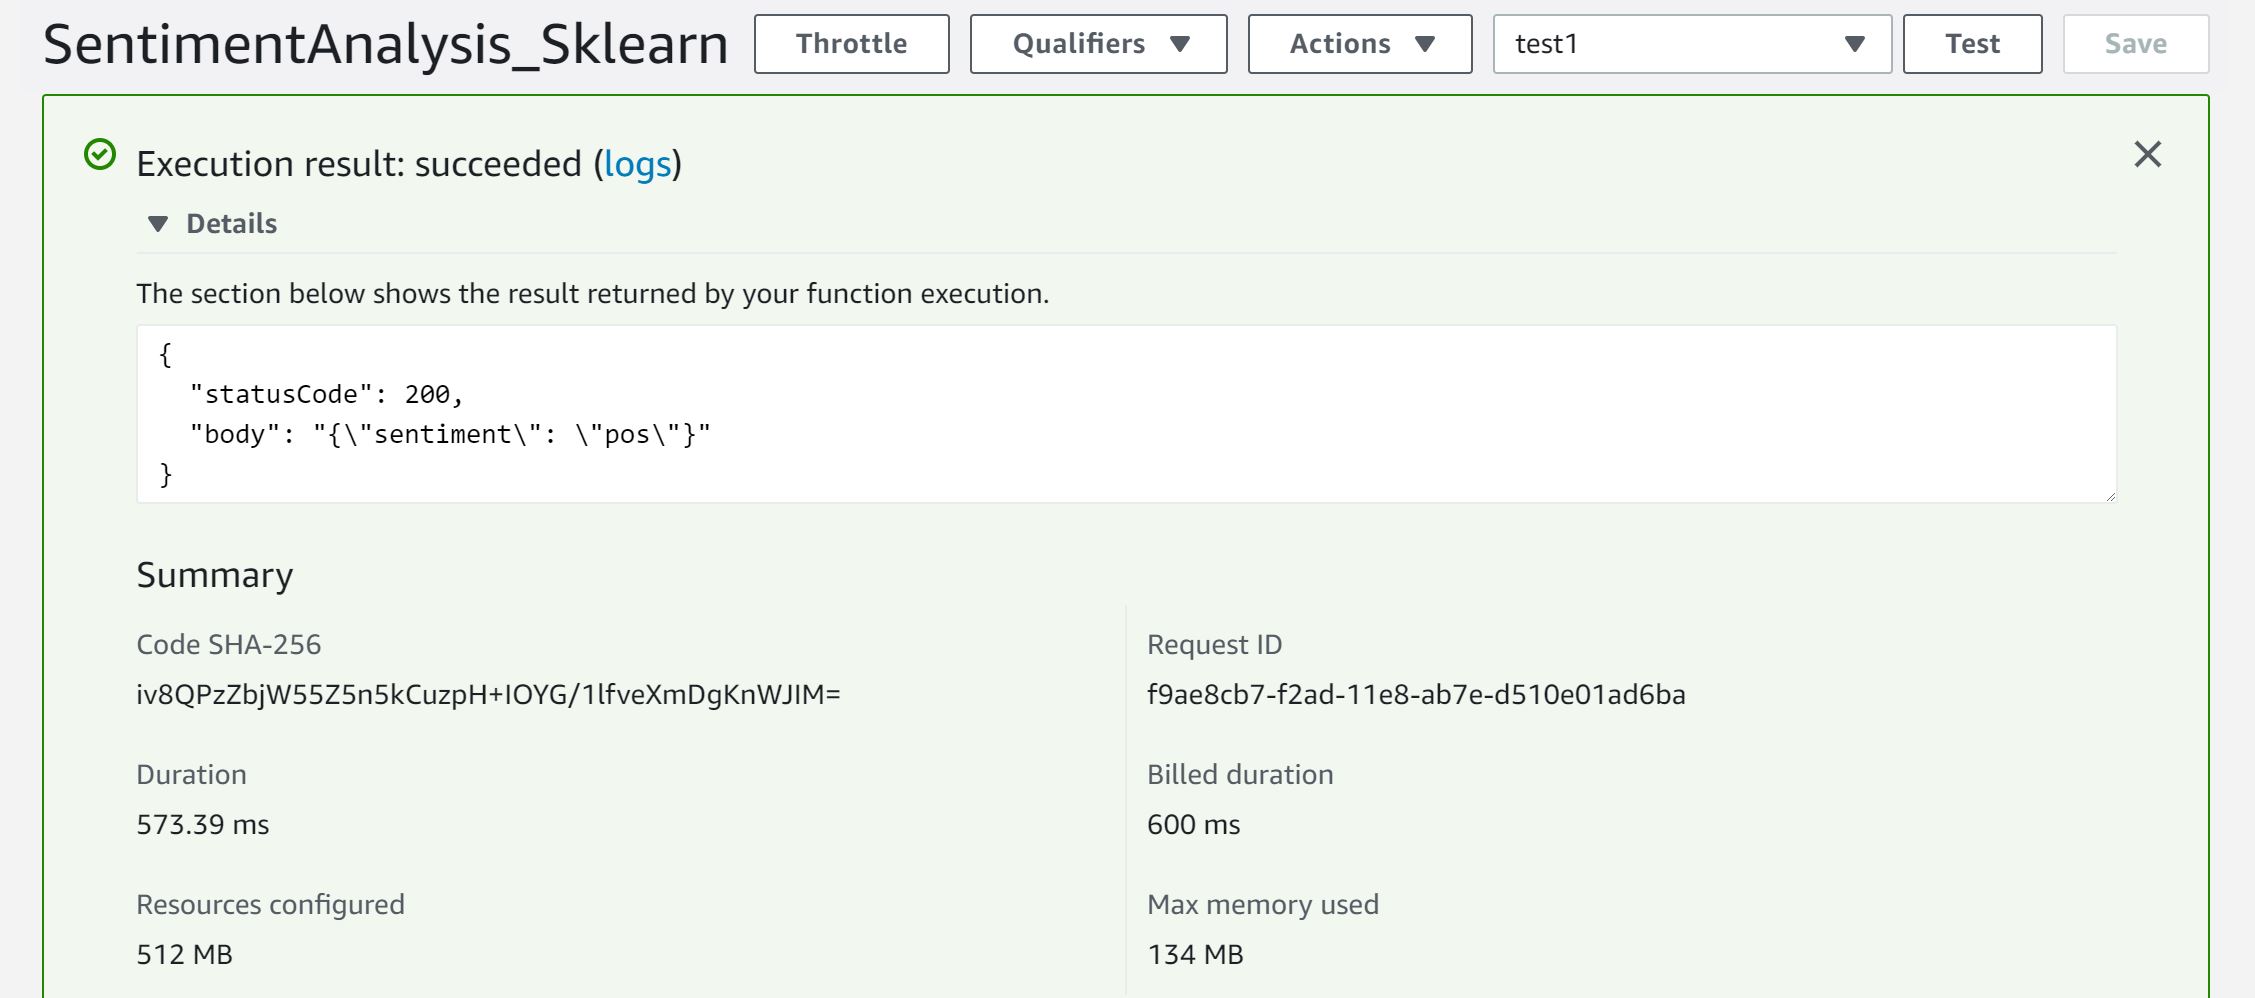 SentimentAnalysis_Sklearn Throttle Qualifiers Actions test1 Test Save
Execution result: succeeded (logs)
Details
The section below shows the result returned by your function execution.
{
"statusCode": 200,
"body": "{\"sentiment\": \"pos\"}"
}
Summary
Code SHA-256 Request ID
iv8QPzZbjW55Z5n5kCuzpH+IOYG/1lfveXmDgKnWJIM= f9ae8cb7-f2ad-11e8-ab7e-d510e01ad6ba
Duration Billed duration
573.39 ms 600 ms
Resources configured Max memory used
512 MB 134 MB